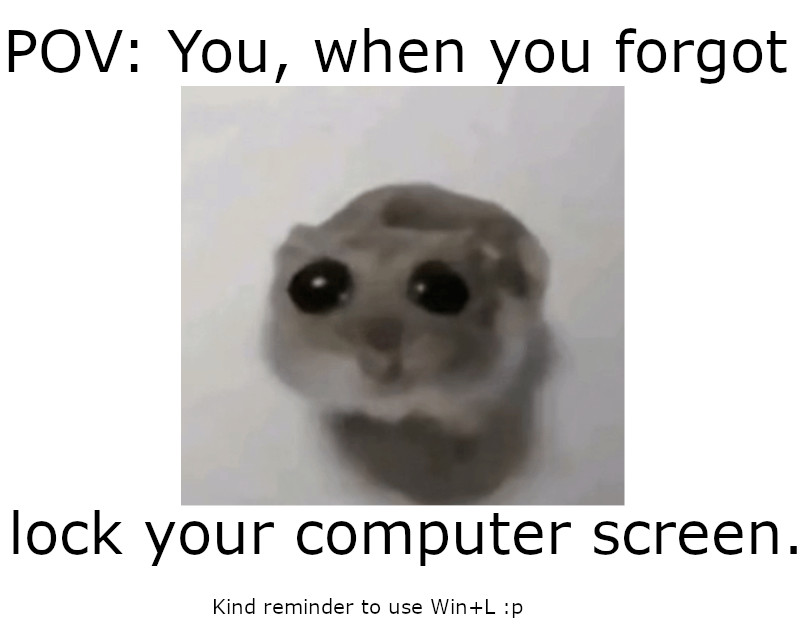 POV: You, when you forgot
lock your computer screen.
Kind reminder to use Win+L :p